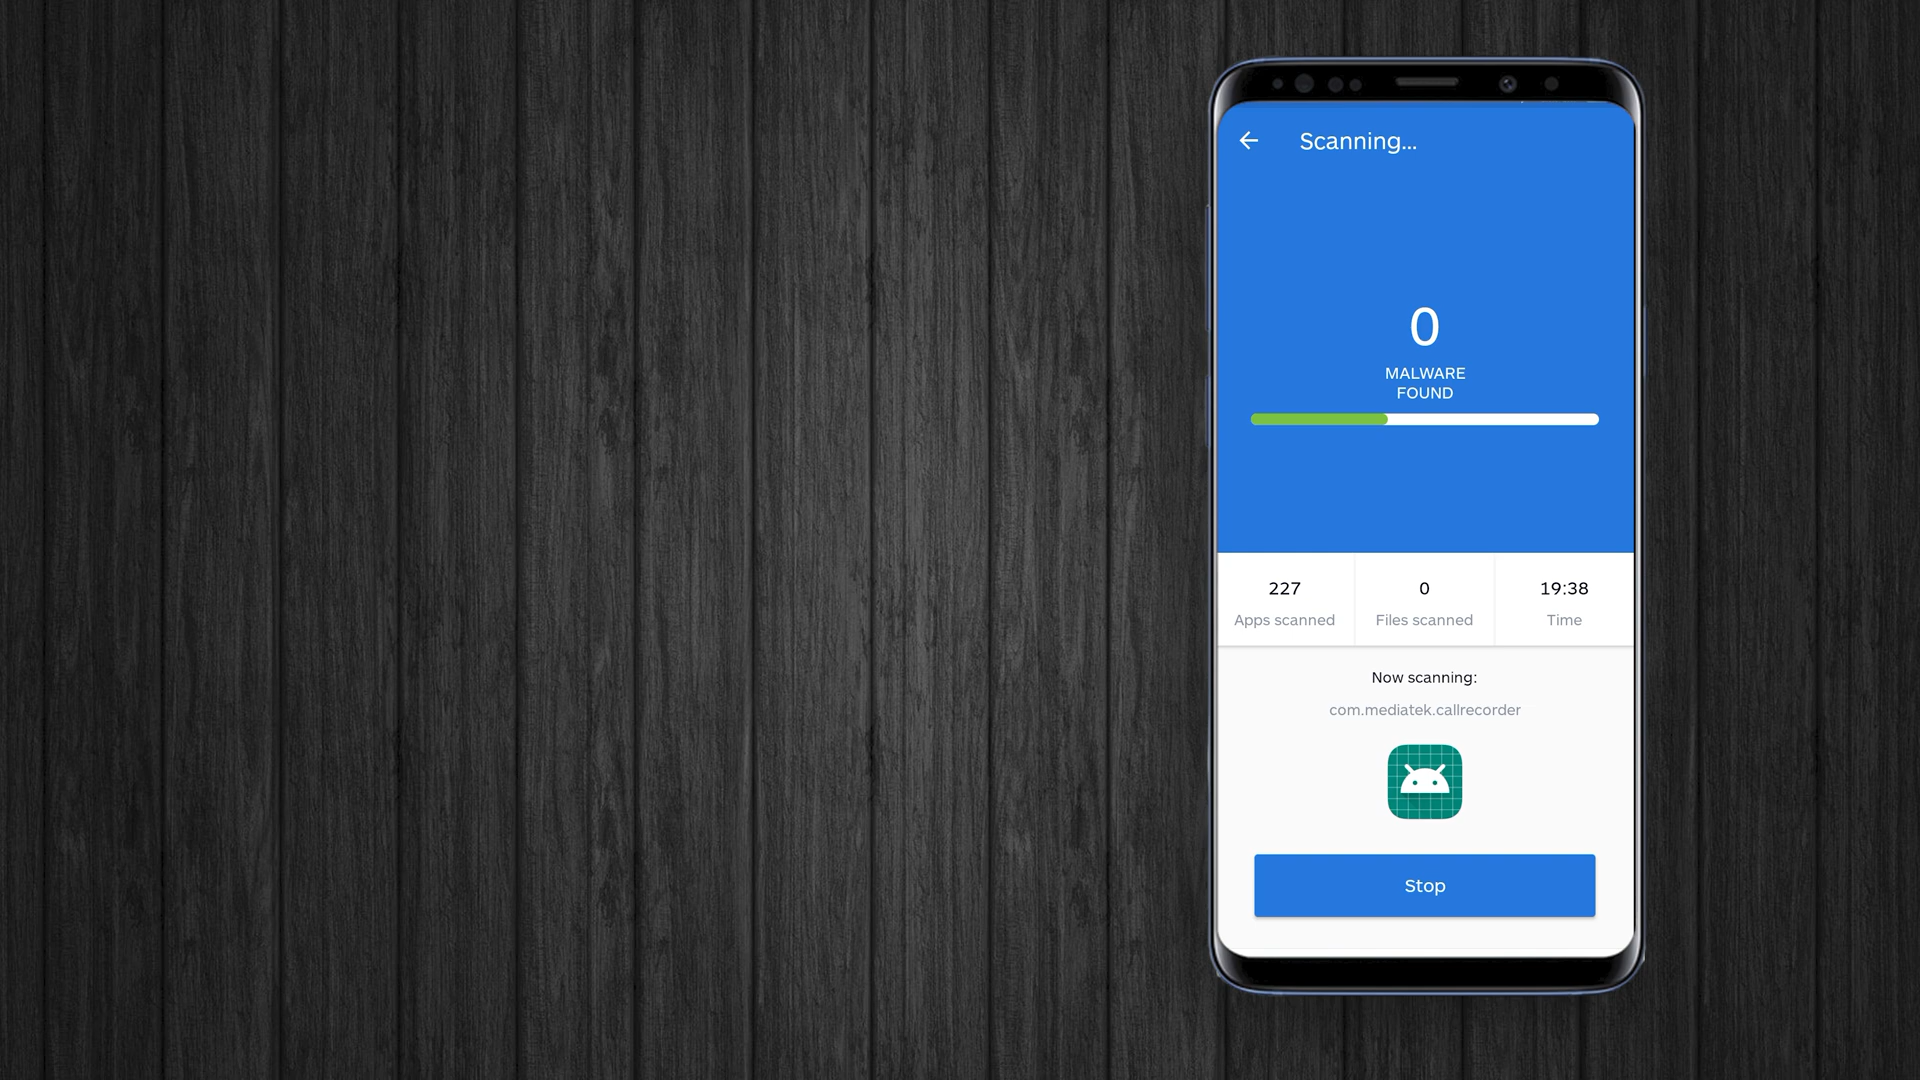 Scanning...
0
MALWARE
FOUND
227
0
19:38
Apps scanned
Files scanned
Time
Now scanning:
com.mediatek.callrecorder
Stop